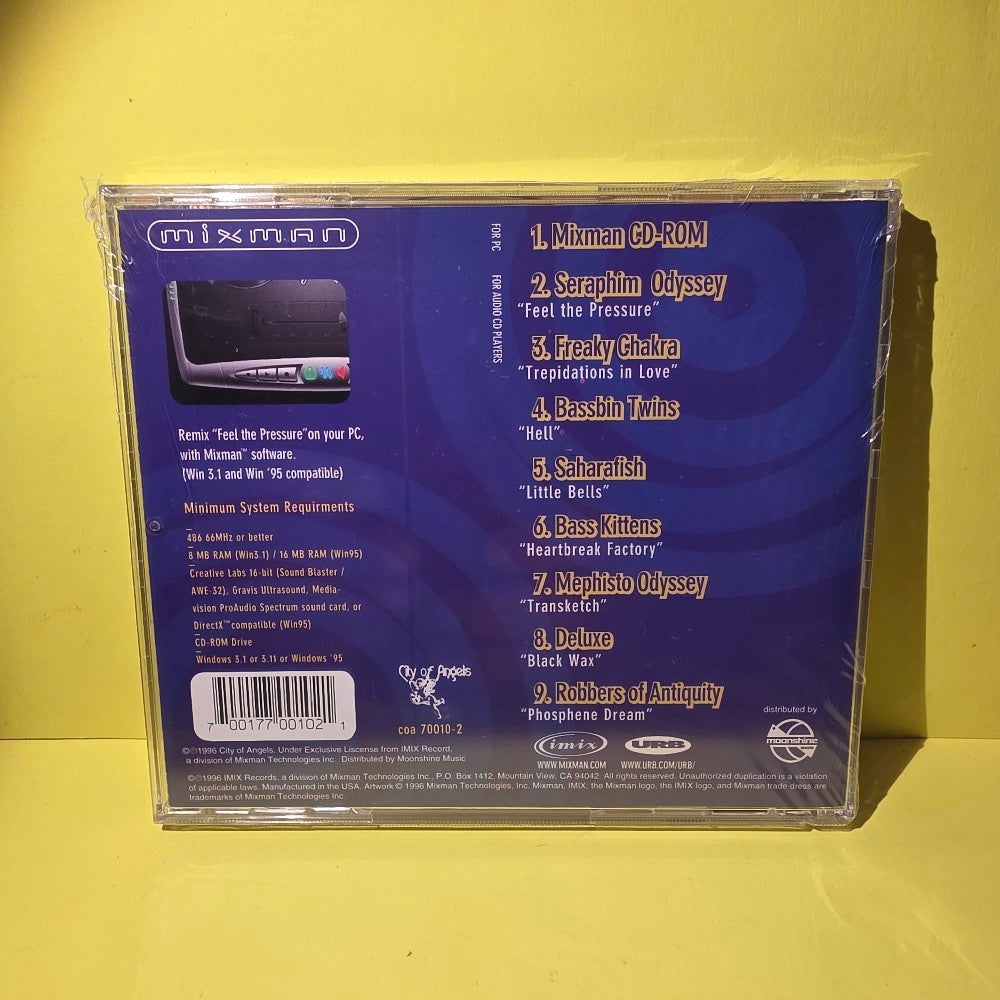 mixman
Remix "Feel the Pressure"on your PC,
with Mixman™ software.
(Win 3.1 and Win '95 compatible)
Minimum System Requirments
486 66MHz or better
8 MB RAM (Win3.1) / 16 MB RAM (Win95)
Creative Labs 16-bit (Sound Blaster /
AWE-32), Gravis Ultrasound, Media-
vision ProAudio Spectrum sound card, or
DirectX™compatible (Win95)
CD-ROM Drive
Windows 3.1 or 3.11 or Windows '95
7 00177 00102 1
City of Angels
coa 70010-2
FOR PC
FOR AUDIO CD PLAYERS
1. Mixman CD-ROM
2. Seraphim Odyssey
"Feel the Pressure"
3. Freaky Chakra
"Trepidations in Love"
4. Bassbin Twins
"Hell"
5. Saharafish
"Little Bells"
6. Bass Kittens
"Heartbreak Factory"
7. Mephisto Odyssey
"Transketch"
8. Deluxe
"Black Wax"
9. Robbers of Antiquity
"Phosphene Dream"
imix
WWW.MIXMAN.COM
URB
WWW.URB.COM/URB/
distributed by
moonshine
music
©℗1996 City of Angels. Under Exclusive Liscense from IMIX Record,
a division of Mixman Technologies Inc. Distributed by Moonshine Music
©℗1996 IMIX Records, a division of Mixman Technologies Inc., P.O. Box 1412, Mountain View, CA 94042. All rights reserved. Unauthorized duplication is a violation
of applicable laws. Manufactured in the USA. Artwork © 1996 Mixman Technologies, Inc. Mixman, IMIX, the Mixman logo, the IMIX logo, and Mixman trade dress are
trademarks of Mixman Technologies Inc.